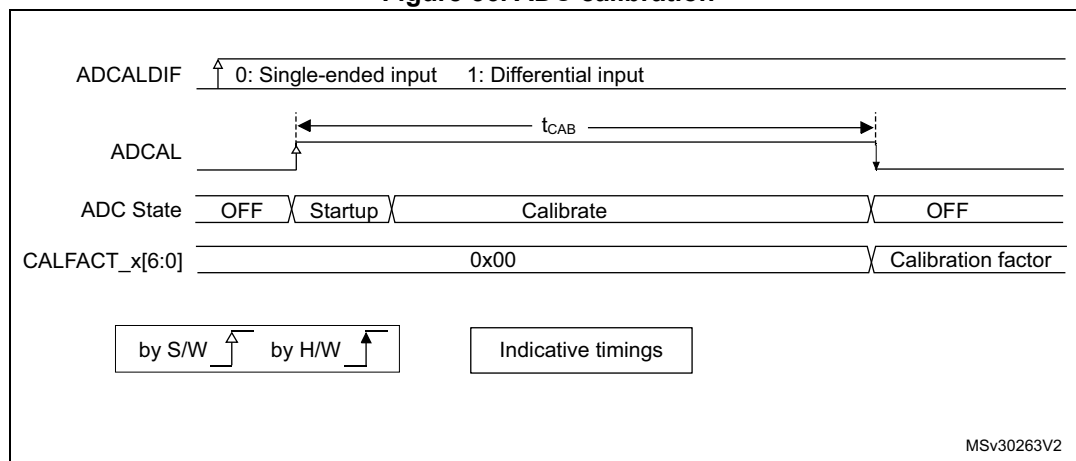 ADCALDIF 0: Single-ended input 1: Differential input
tCAB
ADCAL
ADC State OFF Startup Calibrate OFF
CALFACT_x[6:0] 0x00 Calibration factor
by S/W by H/W Indicative timings
MSv30263V2